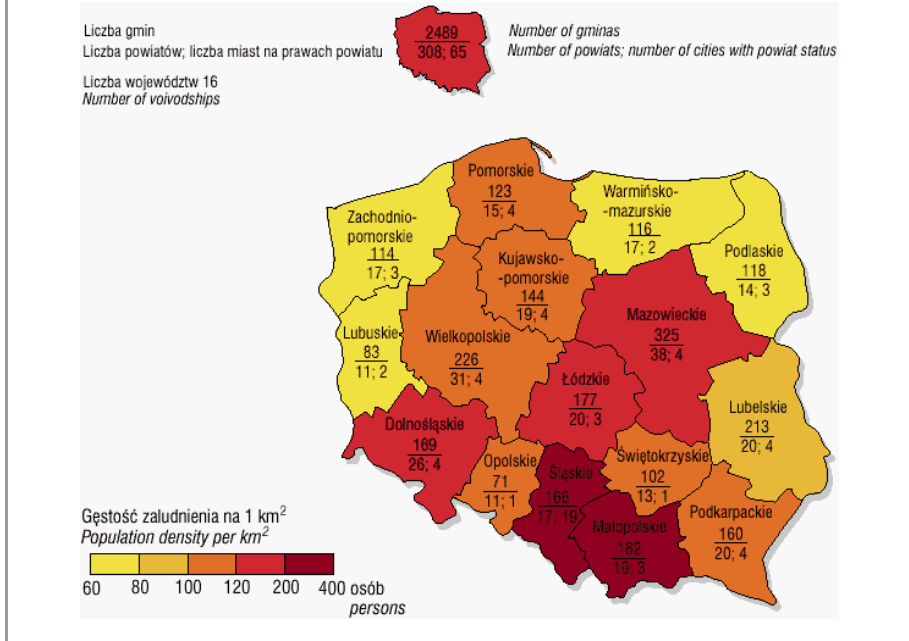 Liczba gmin
Liczba powiatów; liczba miast na prawach powiatu
2489
308; 65
Number of gminas
Number of powiats; number of cities with powiat status
Liczba województw 16
Number of voivodships
Pomorskie
123
15; 4
Warmińsko-
-mazurskie
116
17; 2
Zachodnio-
pomorskie
114
17; 3
Podlaskie
118
14; 3
Kujawsko-
-pomorskie
144
19; 4
Mazowieckie
325
38; 4
Lubuskie
83
11; 2
Wielkopolskie
226
31; 4
Łódzkie
177
20; 3
Lubelskie
213
20; 4
Dolnośląskie
169
26; 4
Opolskie
71
11; 1
Śląskie
166
17; 19
Świętokrzyskie
102
13; 1
Małopolskie
182
19; 3
Podkarpackie
160
20; 4
Gęstość zaludnienia na 1 km²
Population density per km²
60 80 100 120 200 400 osób
persons